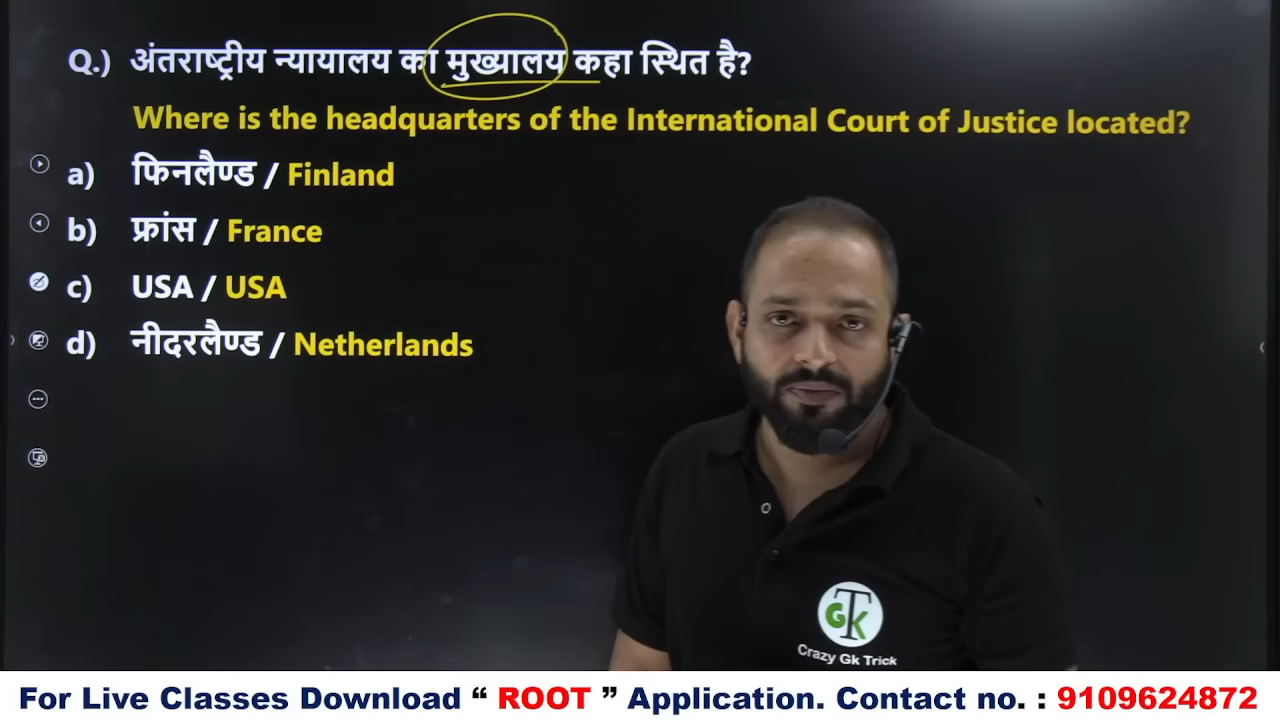 Q.) अंतराष्ट्रीय न्यायालय का मुख्यालय कहा स्थित है?
Where is the headquarters of the International Court of Justice located?
a) फिनलैण्ड / Finland
b) फ्रांस / France
c) USA / USA
d) नीदरलैण्ड / Netherlands
GTK
Crazy Gk Trick
For Live Classes Download “ ROOT ” Application. Contact no. : 9109624872